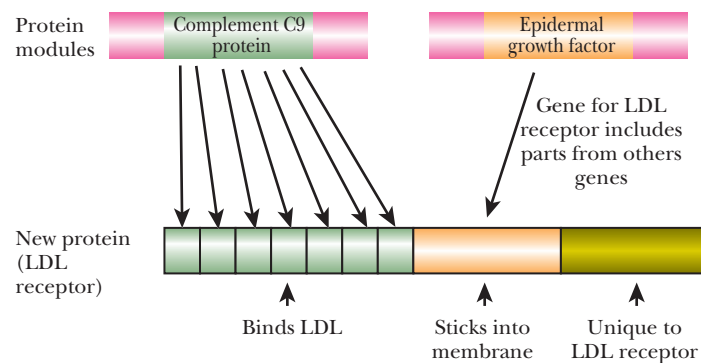 Protein
modules
Complement C9
protein
Epidermal
growth factor
Gene for LDL
receptor includes
parts from others
genes
New protein
(LDL
receptor)
Binds LDL
Sticks into
membrane
Unique to
LDL receptor